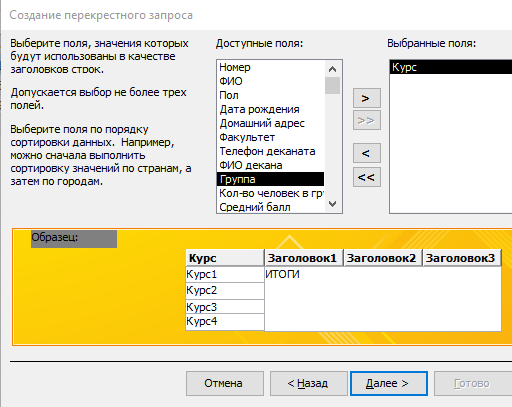 Создание перекрестного запроса
Выберите поля, значения которых
будут использованы в качестве
заголовков строк.
Допускается выбор не более трех
полей.
Выберите поля по порядку
сортировки данных. Например,
можно сначала выполнить
сортировку значений по странам, а
затем по городам.
Доступные поля:
Номер
ФИО
Пол
Дата рождения
Домашний адрес
Факультет
Телефон деканата
ФИО декана
Группа
Кол-во человек в гру
Средний балл
>
>>
<
<<
Выбранные поля:
Курс
Образец:
Курс Заголовок1 Заголовок2 Заголовок3
Курс1 ИТОГИ
Курс2
Курс3
Курс4
Отмена < Назад Далее > Готово